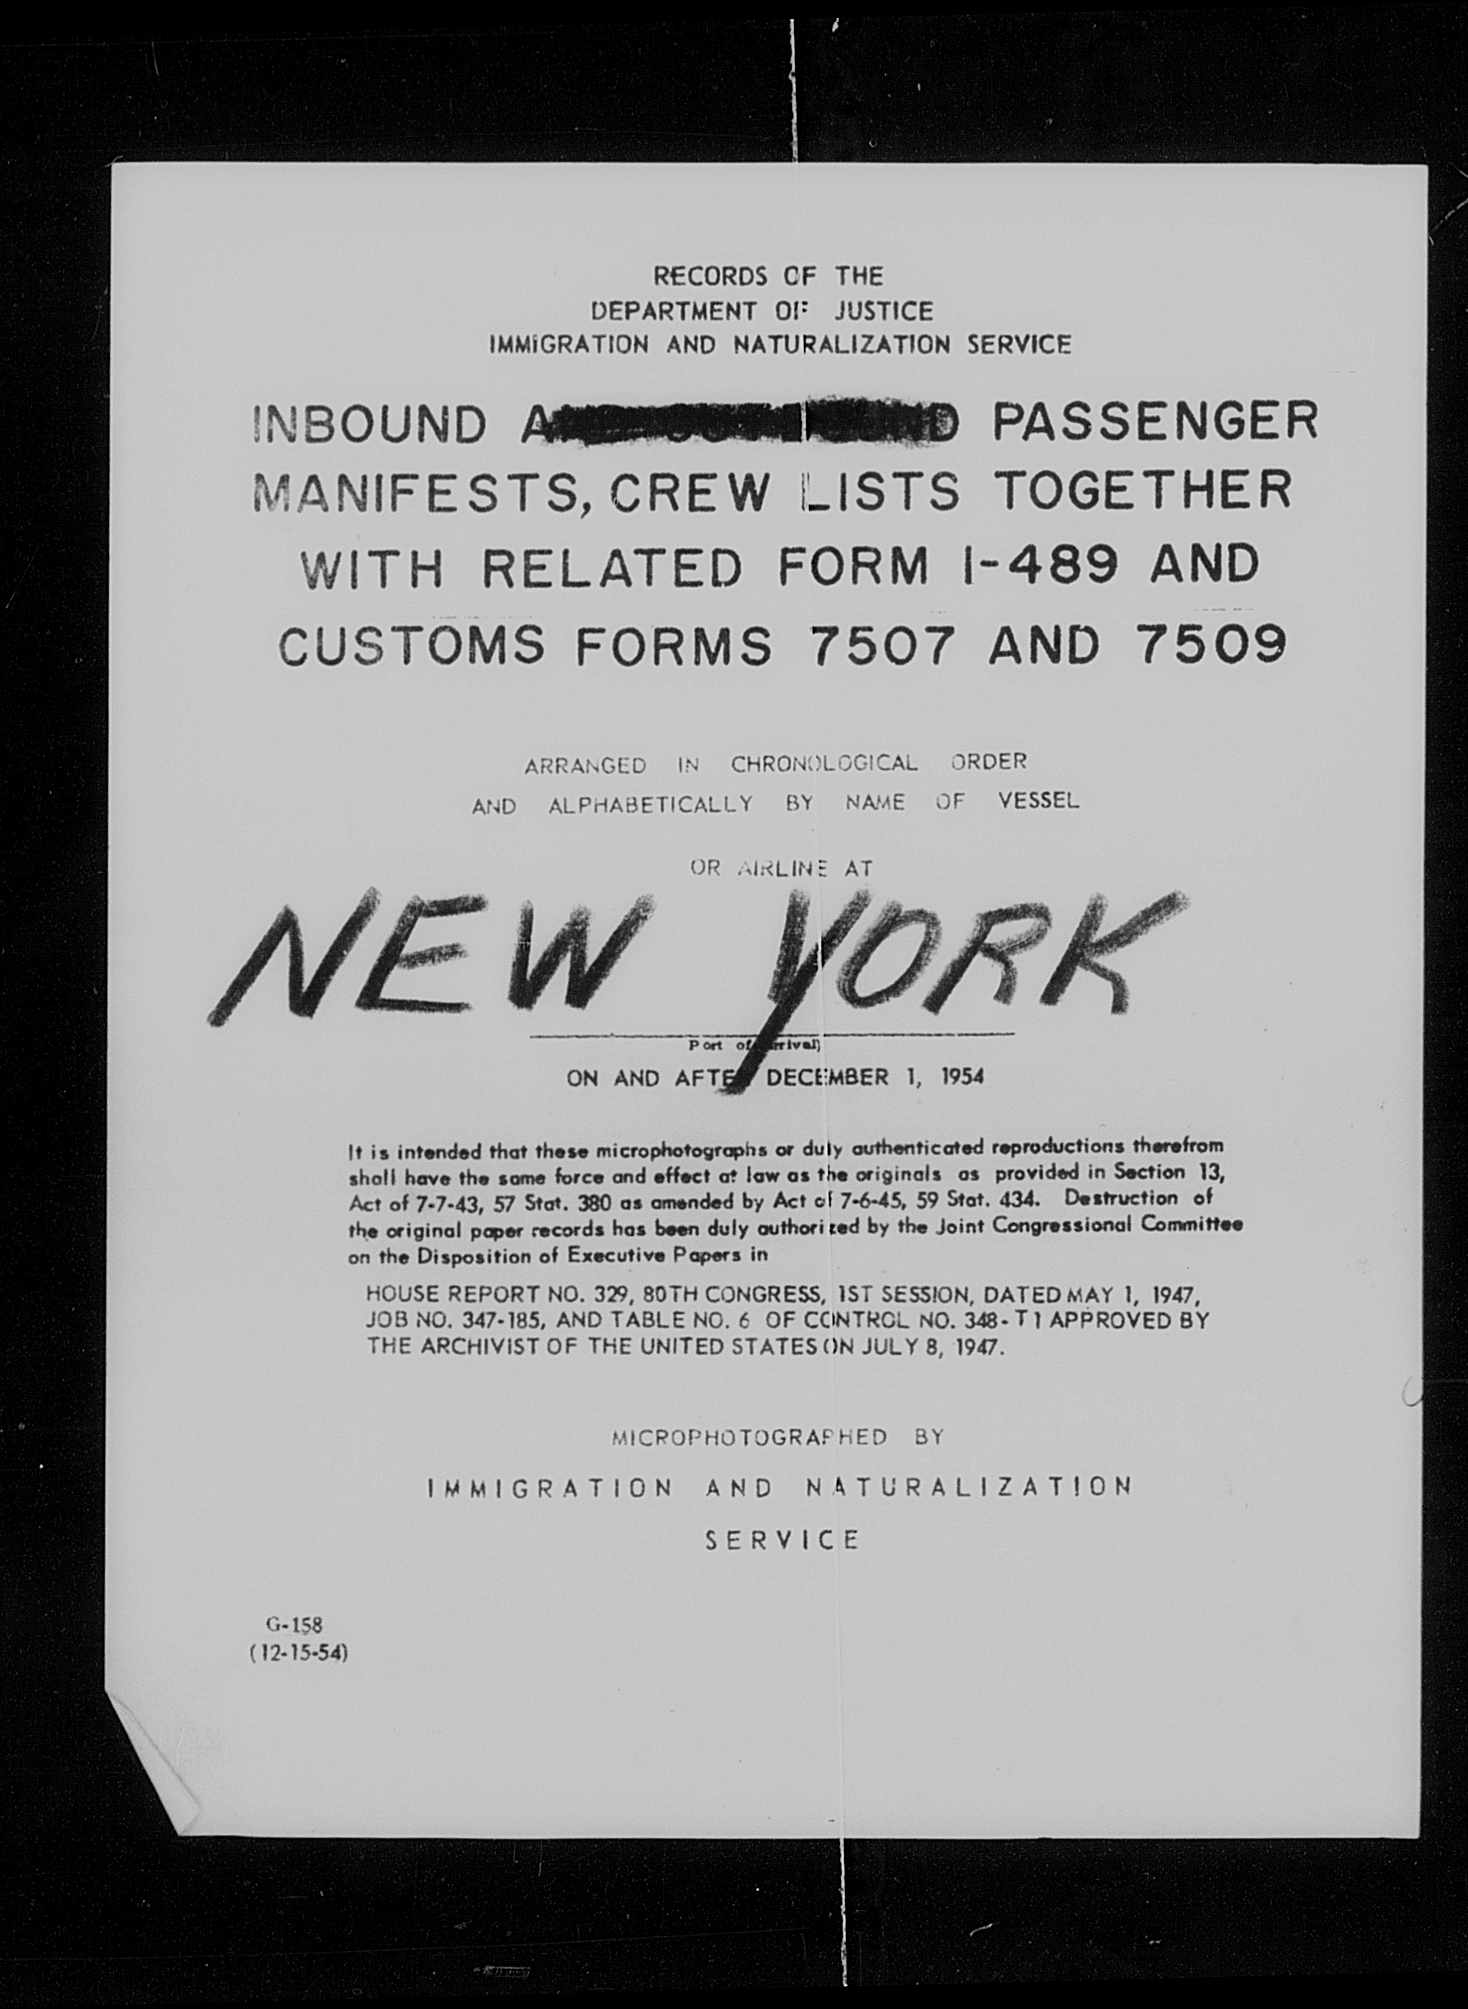 RECORDS OF THE
DEPARTMENT OF JUSTICE
IMMIGRATION AND NATURALIZATION SERVICE
INBOUND PASSENGER
MANIFESTS, CREW LISTS TOGETHER
WITH RELATED FORM I-489 AND
CUSTOMS FORMS 7507 AND 7509
ARRANGED IN CHRONOLOGICAL ORDER
AND ALPHABETICALLY BY NAME OF VESSEL
OR AIRLINE AT
NEW YORK
Port of Arrival)
ON AND AFTER DECEMBER 1, 1954
It is intended that these microphotographs or duly authenticated reproductions therefrom
shall have the same force and effect at law as the originals as provided in Section 13,
Act of 7-7-43, 57 Stat. 380 as amended by Act of 7-6-45, 59 Stat. 434. Destruction of
the original paper records has been duly authorized by the Joint Congressional Committee
on the Disposition of Executive Papers in
HOUSE REPORT NO. 329, 80TH CONGRESS, 1ST SESSION, DATED MAY 1, 1947,
JOB NO. 347-185, AND TABLE NO. 6 OF CONTROL NO. 348-T1 APPROVED BY
THE ARCHIVIST OF THE UNITED STATES ON JULY 8, 1947.
MICROPHOTOGRAPHED BY
IMMIGRATION AND NATURALIZATION
SERVICE
G-158
(12-15-54)